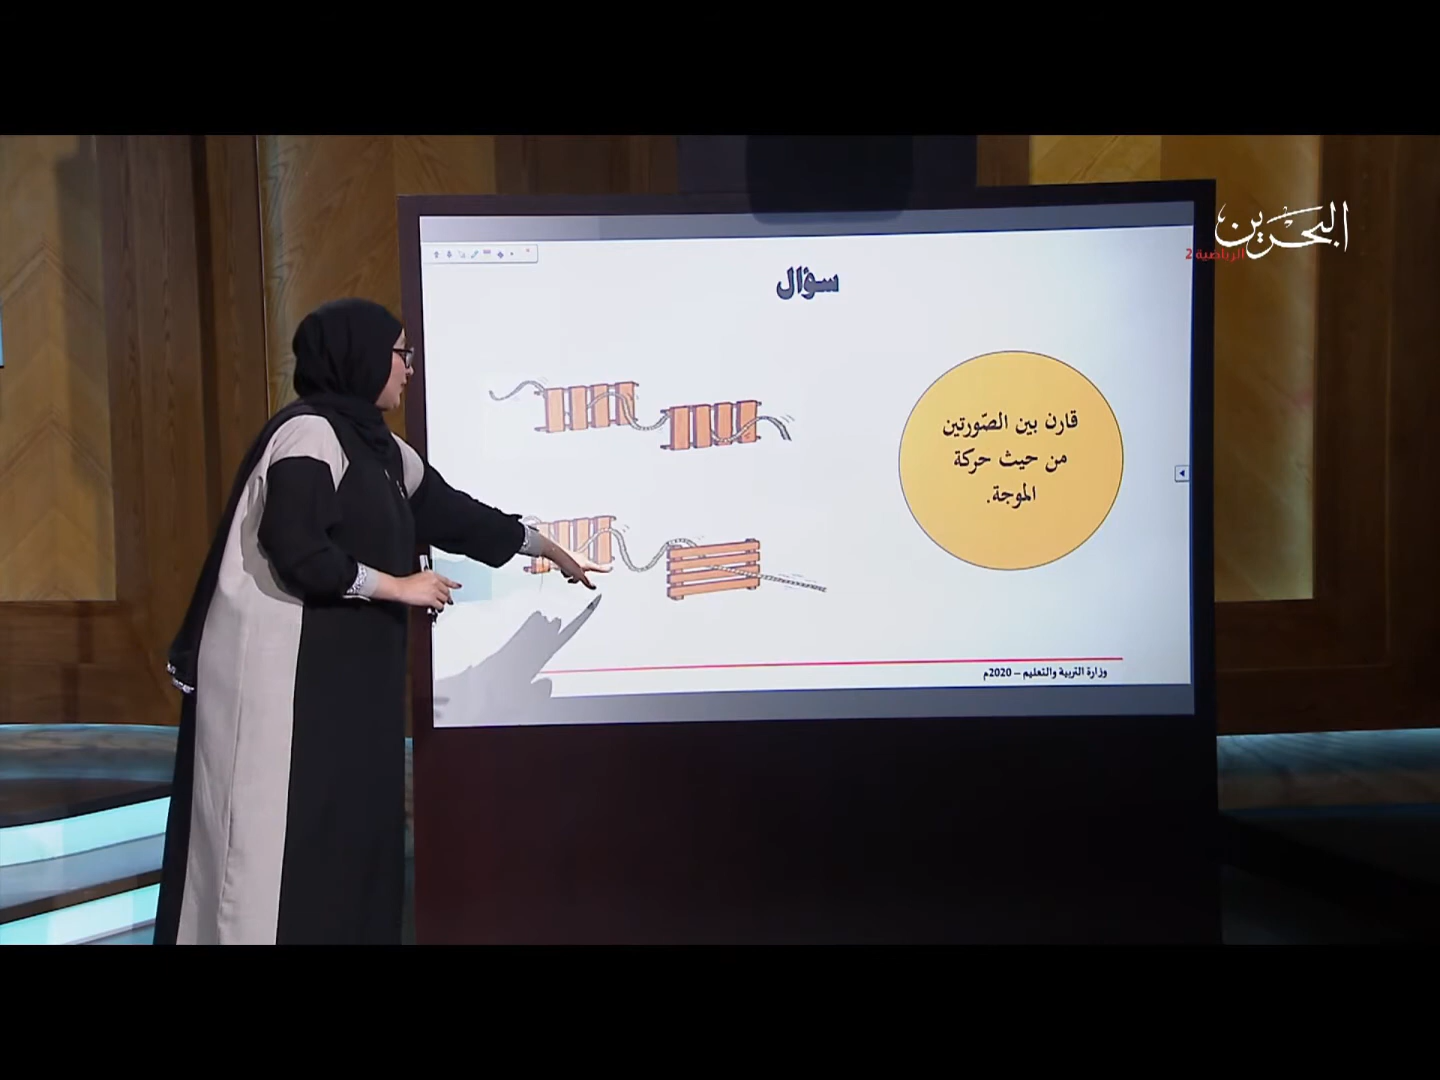 البحرين
الرياضية 2
سؤال
قارن بين الصّورتين
من حيث حركة
الموجة.
وزارة التربية والتعليم – 2020م